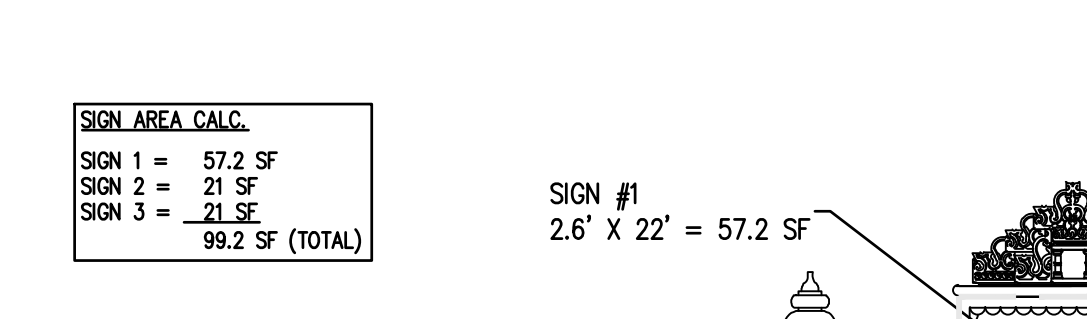 SIGN AREA CALC.
SIGN 1 = 57.2 SF
SIGN 2 = 21 SF
SIGN 3 = 21 SF
99.2 SF (TOTAL)
SIGN #1
2.6' X 22' = 57.2 SF